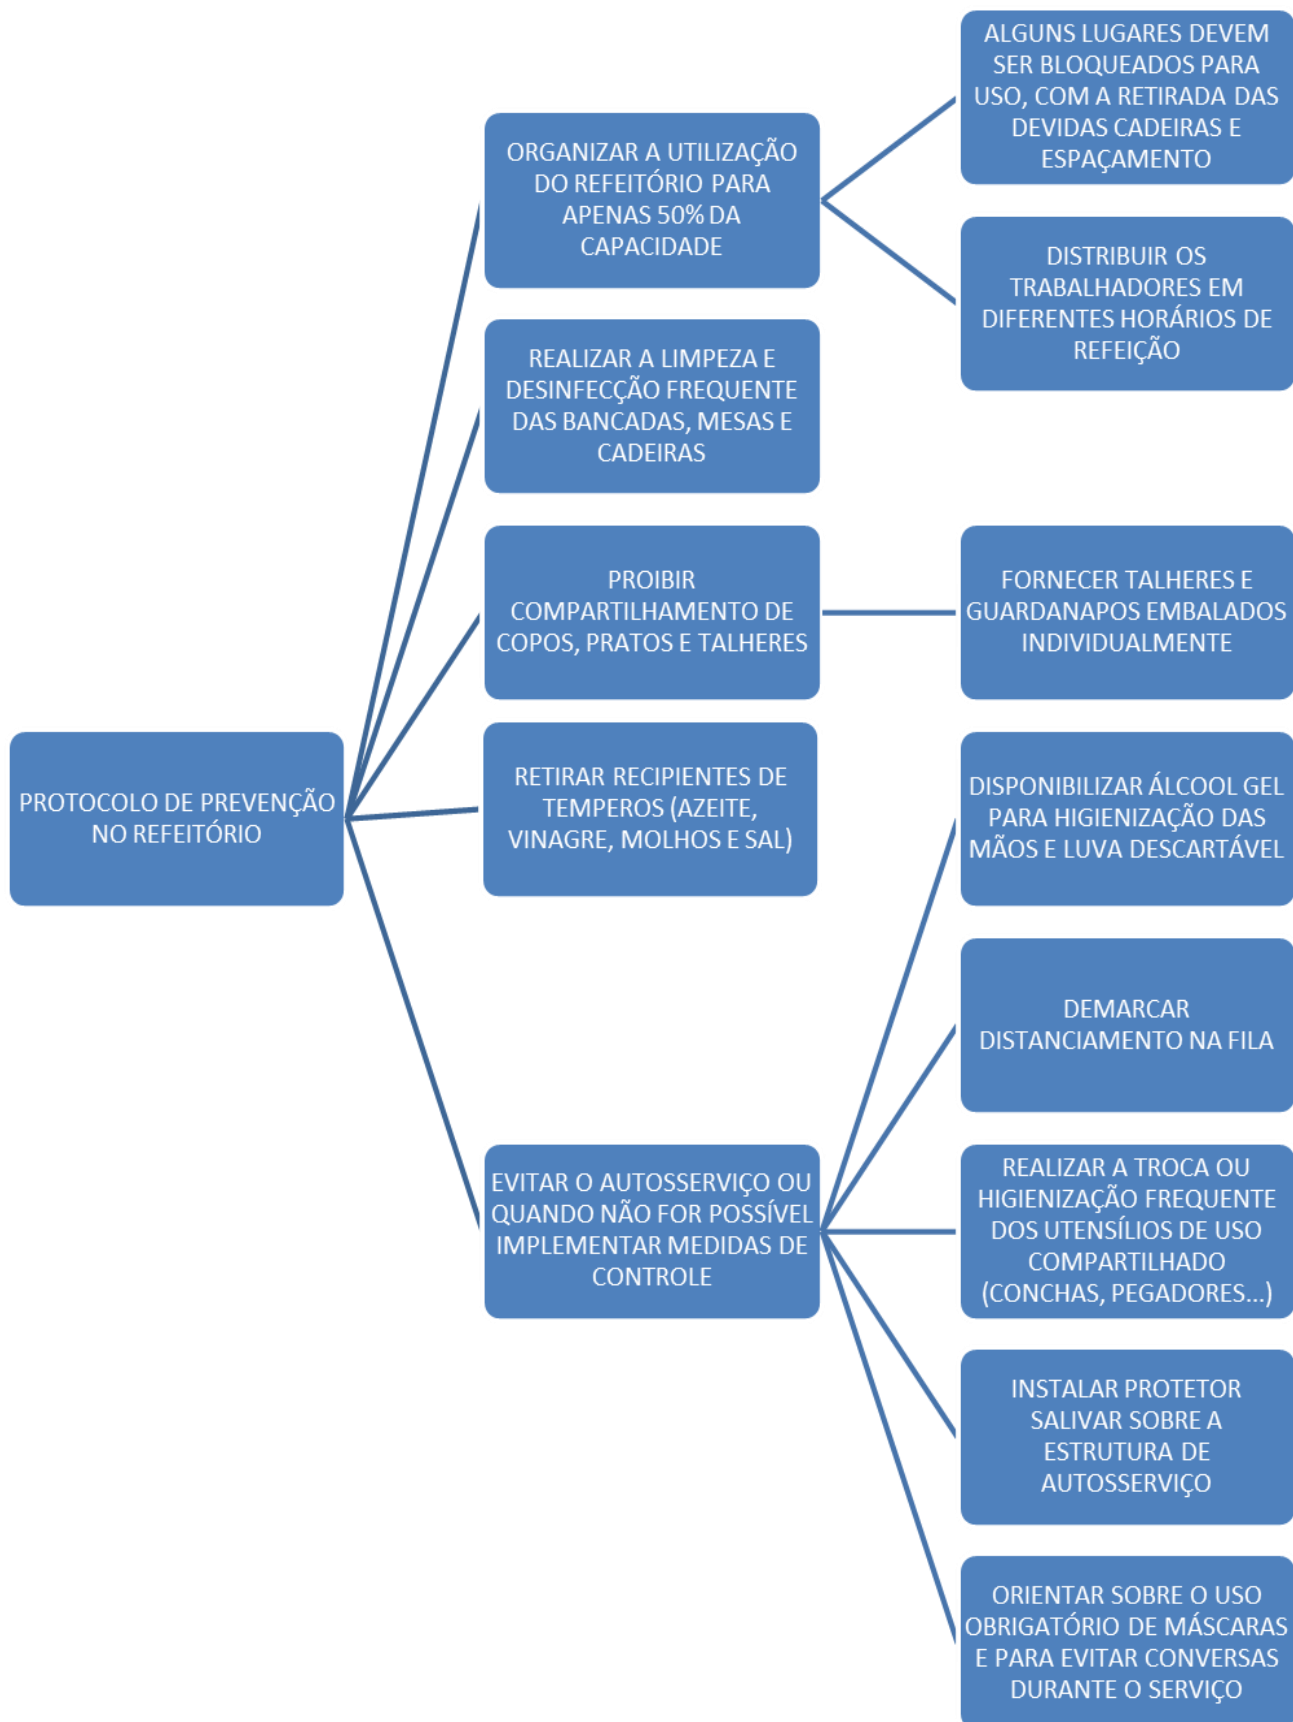 PROTOCOLO DE PREVENÇÃO
NO REFEITÓRIO
ORGANIZAR A UTILIZAÇÃO
DO REFEITÓRIO PARA
APENAS 50% DA
CAPACIDADE
ALGUNS LUGARES DEVEM
SER BLOQUEADOS PARA
USO, COM A RETIRADA DAS
DEVIDAS CADEIRAS E
ESPAÇAMENTO
DISTRIBUIR OS
TRABALHADORES EM
DIFERENTES HORÁRIOS DE
REFEIÇÃO
REALIZAR A LIMPEZA E
DESINFECÇÃO FREQUENTE
DAS BANCADAS, MESAS E
CADEIRAS
PROIBIR
COMPARTILHAMENTO DE
COPOS, PRATOS E TALHERES
FORNECER TALHERES E
GUARDANAPOS EMBALADOS
INDIVIDUALMENTE
RETIRAR RECIPIENTES DE
TEMPEROS (AZEITE,
VINAGRE, MOLHOS E SAL)
EVITAR O AUTOSSERVIÇO OU
QUANDO NÃO FOR POSSÍVEL
IMPLEMENTAR MEDIDAS DE
CONTROLE
DISPONIBILIZAR ÁLCOOL GEL
PARA HIGIENIZAÇÃO DAS
MÃOS E LUVA DESCARTÁVEL
DEMARCAR
DISTANCIAMENTO NA FILA
REALIZAR A TROCA OU
HIGIENIZAÇÃO FREQUENTE
DOS UTENSÍLIOS DE USO
COMPARTILHADO
(CONCHAS, PEGADORES...)
INSTALAR PROTETOR
SALIVAR SOBRE A
ESTRUTURA DE
AUTOSSERVIÇO
ORIENTAR SOBRE O USO
OBRIGATÓRIO DE MÁSCARAS
E PARA EVITAR CONVERSAS
DURANTE O SERVIÇO